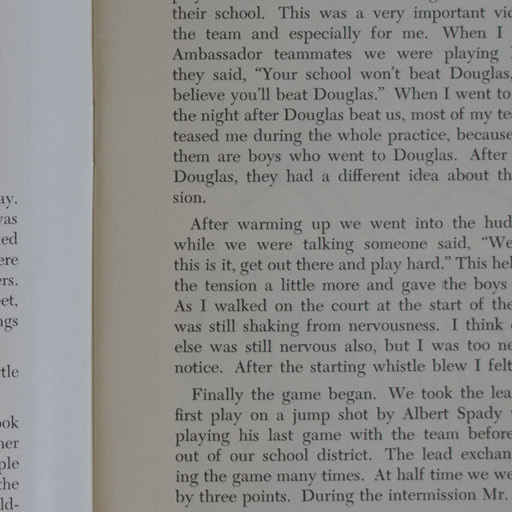 ay.
vas
ed
ere
ers.
et,
ngs
tle
ook
her
ple
the
ld-
their school. This was a very important vic
the team and especially for me. When I
Ambassador teammates we were playing
they said, "Your school won't beat Douglas,
believe you'll beat Douglas." When I went to
the night after Douglas beat us, most of my te
teased me during the whole practice, because
them are boys who went to Douglas. After
Douglas, they had a different idea about th
sion.
After warming up we went into the hud
while we were talking someone said, "We
this is it, get out there and play hard." This hel
the tension a little more and gave the boys
As I walked on the court at the start of the
was still shaking from nervousness. I think
else was still nervous also, but I was too ne
notice. After the starting whistle blew I felt
Finally the game began. We took the lea
first play on a jump shot by Albert Spady
playing his last game with the team before
out of our school district. The lead exchan
ing the game many times. At half time we we
by three points. During the intermission Mr.